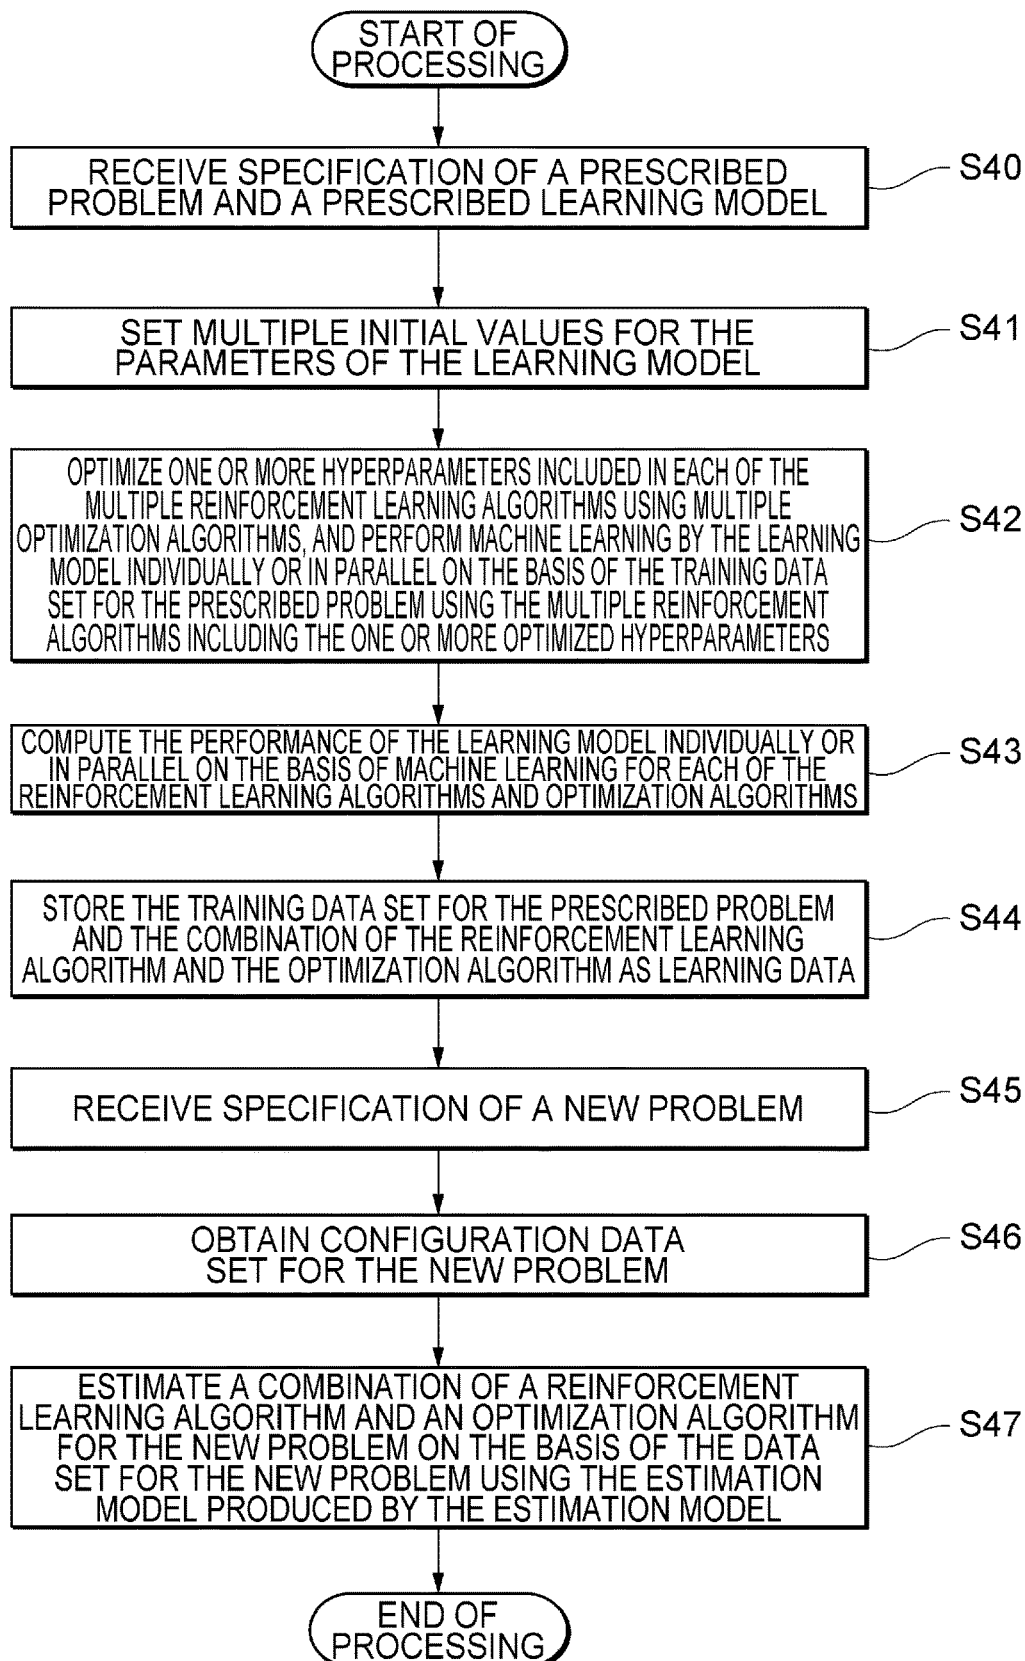 START OF
PROCESSING
RECEIVE SPECIFICATION OF A PRESCRIBED
PROBLEM AND A PRESCRIBED LEARNING MODEL
S40
SET MULTIPLE INITIAL VALUES FOR THE
PARAMETERS OF THE LEARNING MODEL
S41
OPTIMIZE ONE OR MORE HYPERPARAMETERS INCLUDED IN EACH OF THE
MULTIPLE REINFORCEMENT LEARNING ALGORITHMS USING MULTIPLE
OPTIMIZATION ALGORITHMS, AND PERFORM MACHINE LEARNING BY THE LEARNING
MODEL INDIVIDUALLY OR IN PARALLEL ON THE BASIS OF THE TRAINING DATA
SET FOR THE PRESCRIBED PROBLEM USING THE MULTIPLE REINFORCEMENT
ALGORITHMS INCLUDING THE ONE OR MORE OPTIMIZED HYPERPARAMETERS
S42
COMPUTE THE PERFORMANCE OF THE LEARNING MODEL INDIVIDUALLY OR
IN PARALLEL ON THE BASIS OF MACHINE LEARNING FOR EACH OF THE
REINFORCEMENT LEARNING ALGORITHMS AND OPTIMIZATION ALGORITHMS
S43
STORE THE TRAINING DATA SET FOR THE PRESCRIBED PROBLEM
AND THE COMBINATION OF THE REINFORCEMENT LEARNING
ALGORITHM AND THE OPTIMIZATION ALGORITHM AS LEARNING DATA
S44
RECEIVE SPECIFICATION OF A NEW PROBLEM
S45
OBTAIN CONFIGURATION DATA
SET FOR THE NEW PROBLEM
S46
ESTIMATE A COMBINATION OF A REINFORCEMENT
LEARNING ALGORITHM AND AN OPTIMIZATION ALGORITHM
FOR THE NEW PROBLEM ON THE BASIS OF THE DATA
SET FOR THE NEW PROBLEM USING THE ESTIMATION
MODEL PRODUCED BY THE ESTIMATION MODEL
S47
END OF
PROCESSING